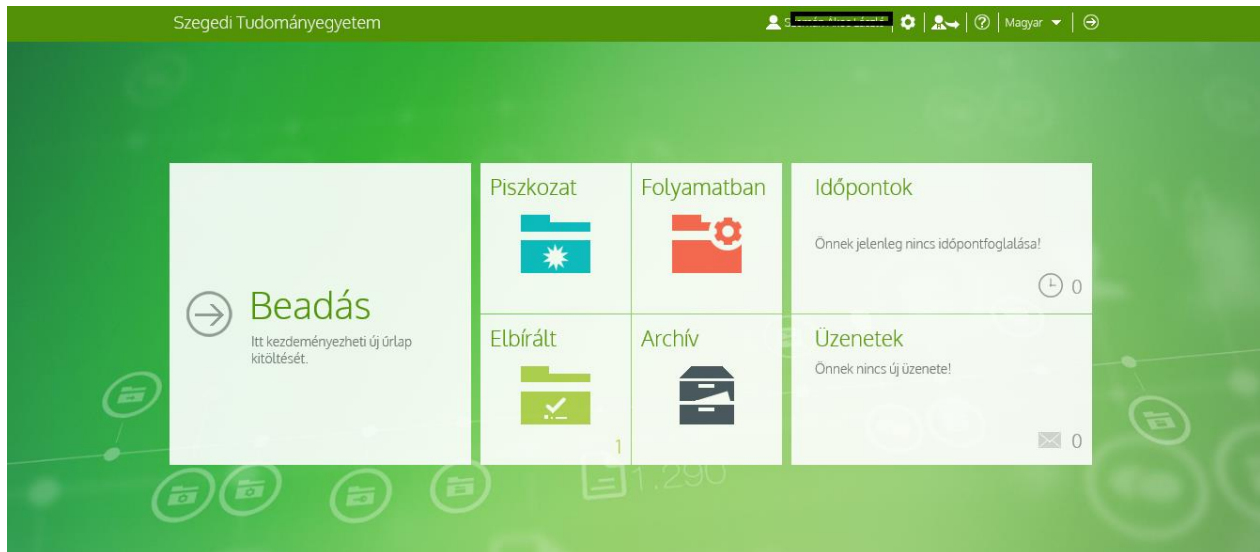 Szegedi Tudományegyetem
Magyar
Piszkozat
Folyamatban
Időpontok
Önnek jelenleg nincs időpontfoglalása!
0
Beadás
Itt kezdeményezheti új űrlap
kitöltését.
Elbírált
1
Archív
Üzenetek
Önnek nincs új üzenete!
0
1.290